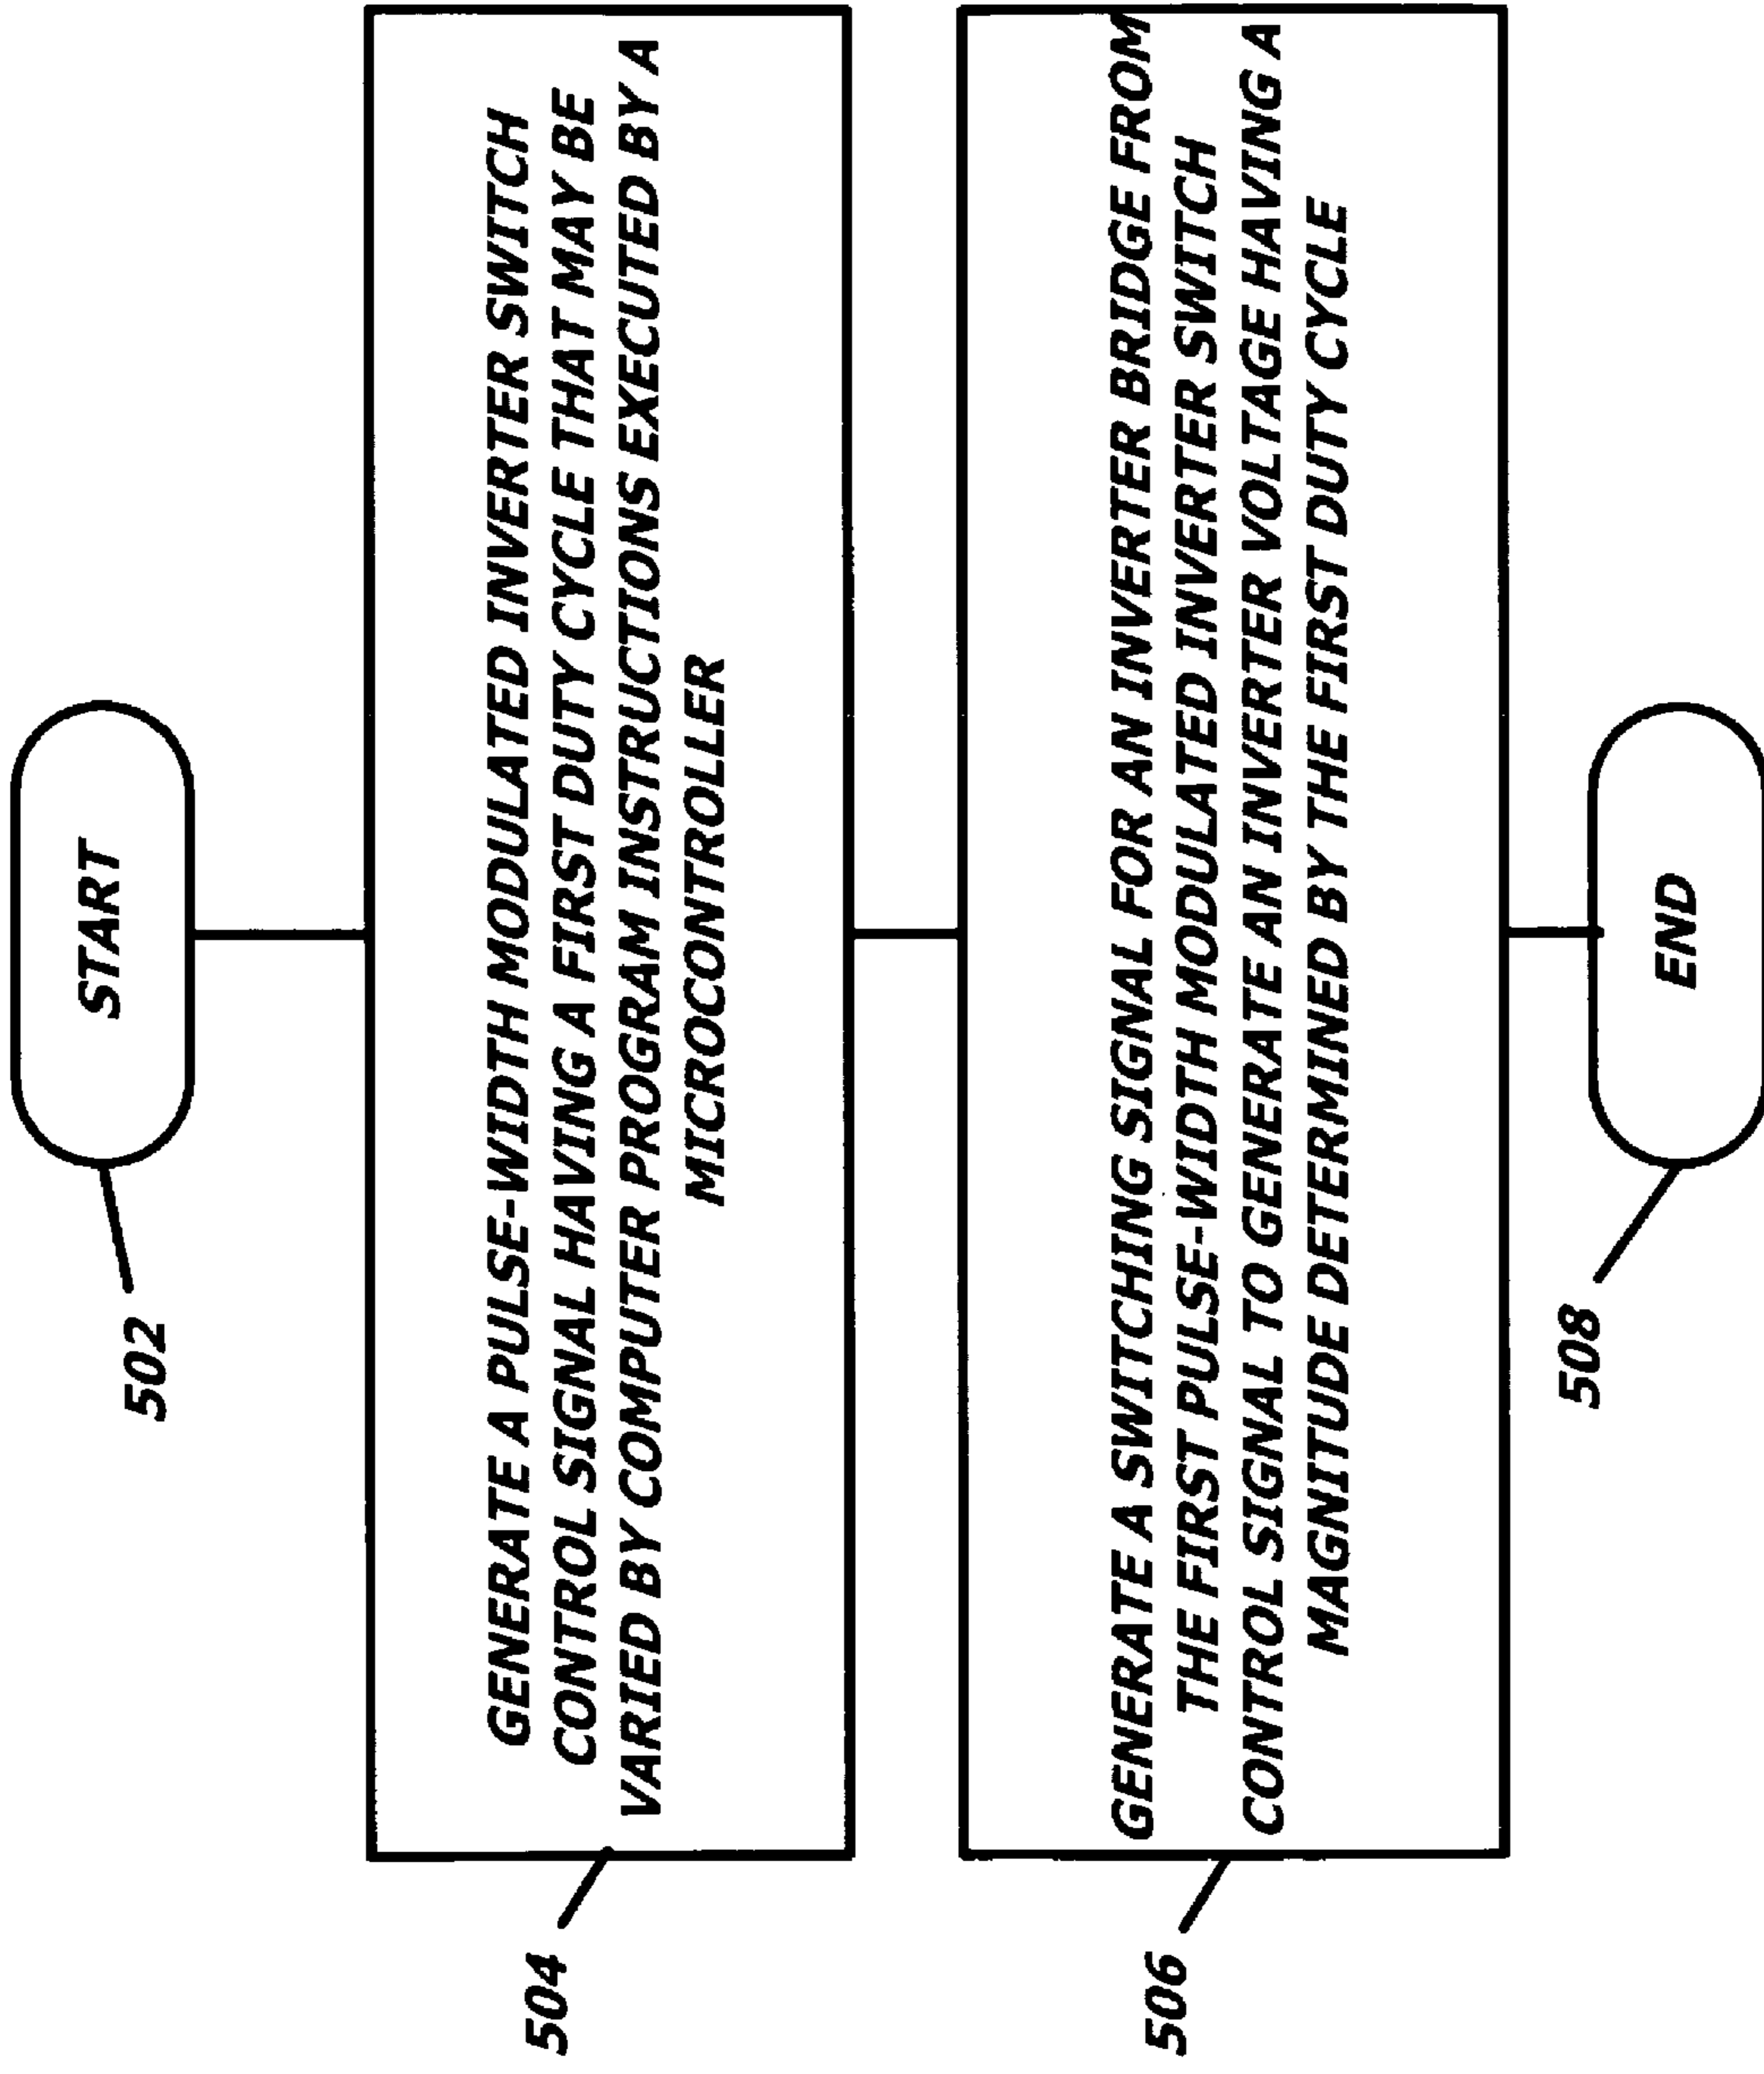 START
502
GENERATE A PULSE-WIDTH MODULATED INVERTER SWITCH
CONTROL SIGNAL HAVING A FIRST DUTY CYCLE THAT MAY BE
VARIED BY COMPUTER PROGRAM INSTRUCTIONS EXECUTED BY A
MICROCONTROLLER
504
GENERATE A SWITCHING SIGNAL FOR AN INVERTER BRIDGE FROM
THE FIRST PULSE-WIDTH MODULATED INVERTER SWITCH
CONTROL SIGNAL TO GENERATE AN INVERTER VOLTAGE HAVING A
MAGNITUDE DETERMINED BY THE FIRST DUTY CYCLE
506
END
508